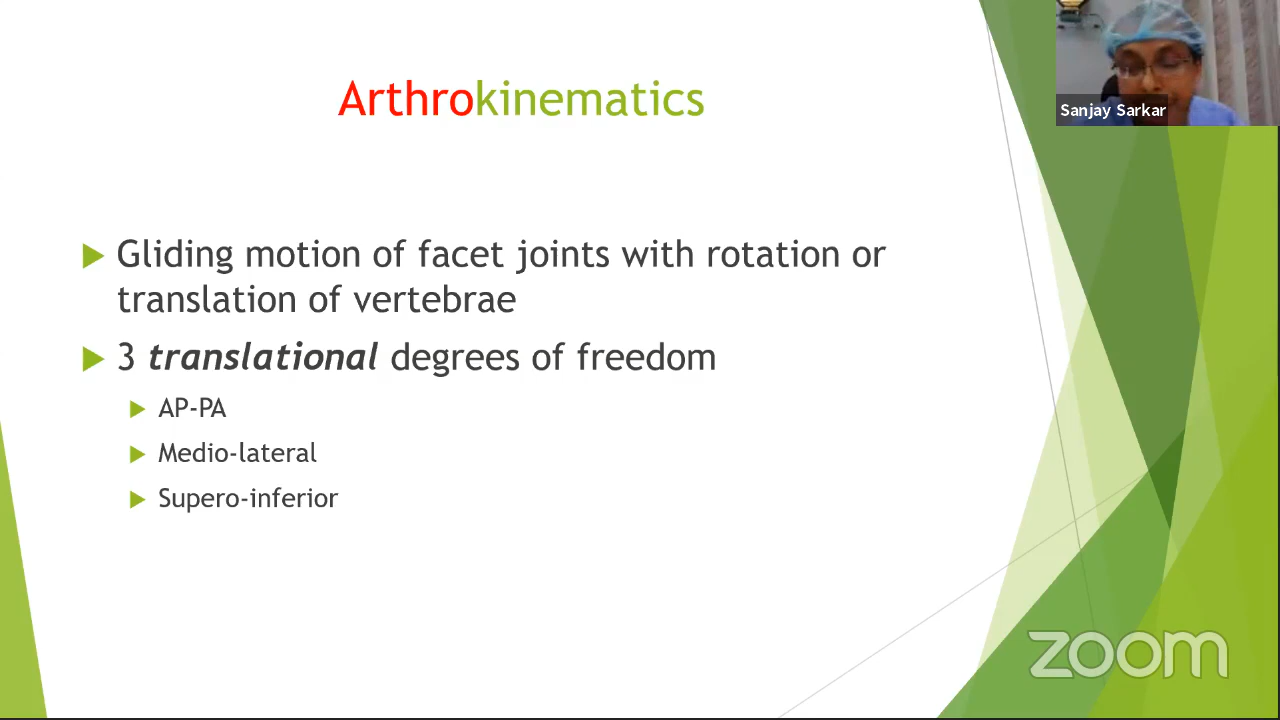 Arthrokinematics
Sanjay Sarkar
Gliding motion of facet joints with rotation or
translation of vertebrae
3 translational degrees of freedom
AP-PA
Medio-lateral
Supero-inferior
zoom